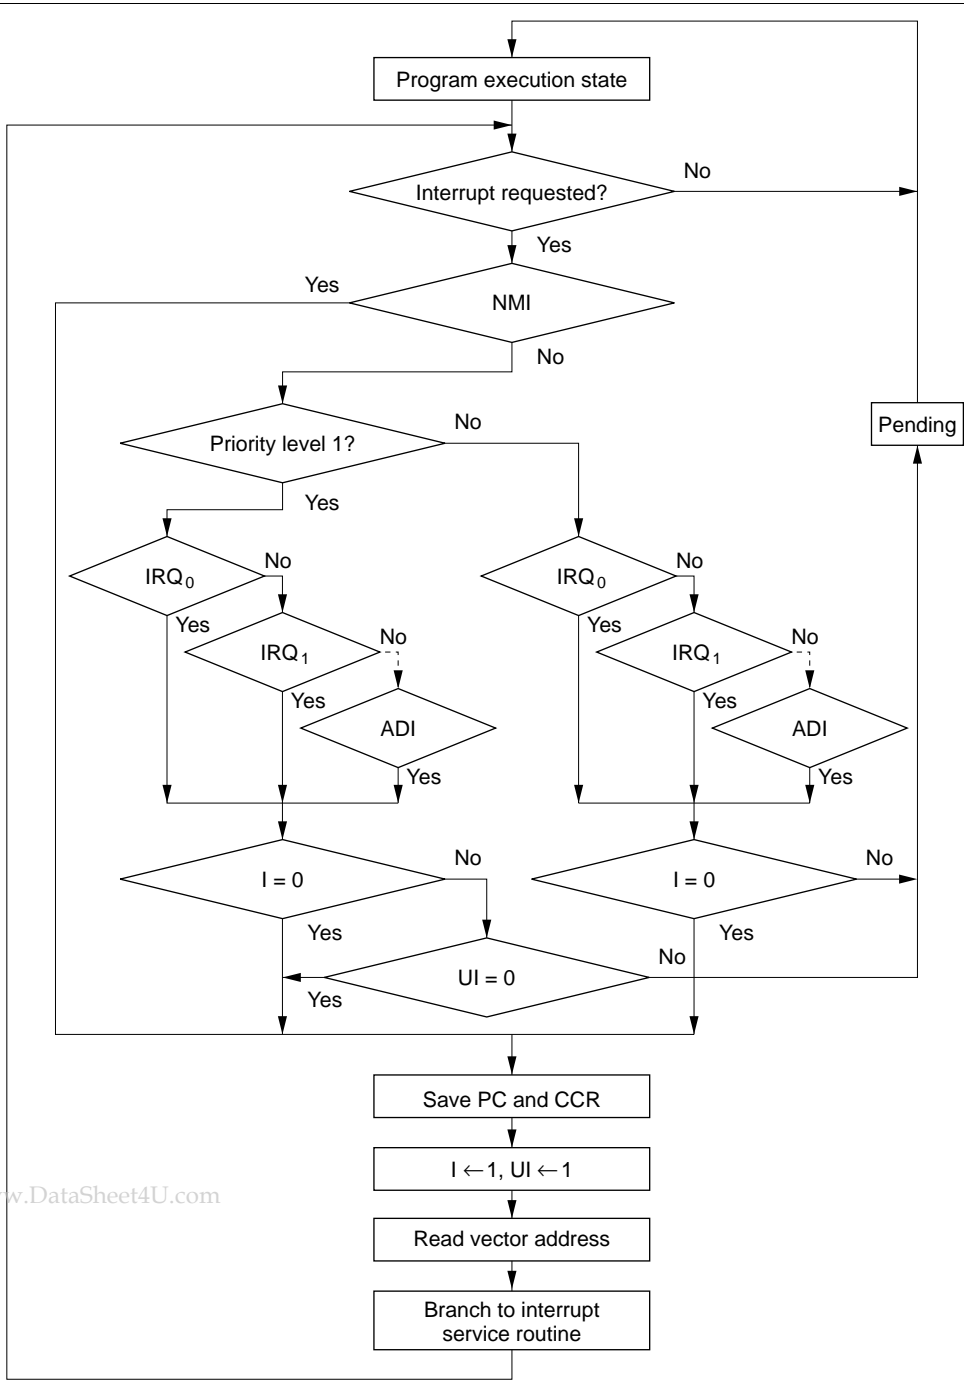 Program execution state
Interrupt requested?
No
Yes
Yes
NMI
No
Pending
Priority level 1?
No
Yes
IRQ0
No
IRQ0
No
Yes
IRQ1
No
Yes
IRQ1
No
Yes
ADI
Yes
ADI
Yes
Yes
I = 0
No
I = 0
No
Yes
Yes
UI = 0
No
Yes
Save PC and CCR
I ← 1, UI ← 1
w.DataSheet4U.com
Read vector address
Branch to interrupt
service routine